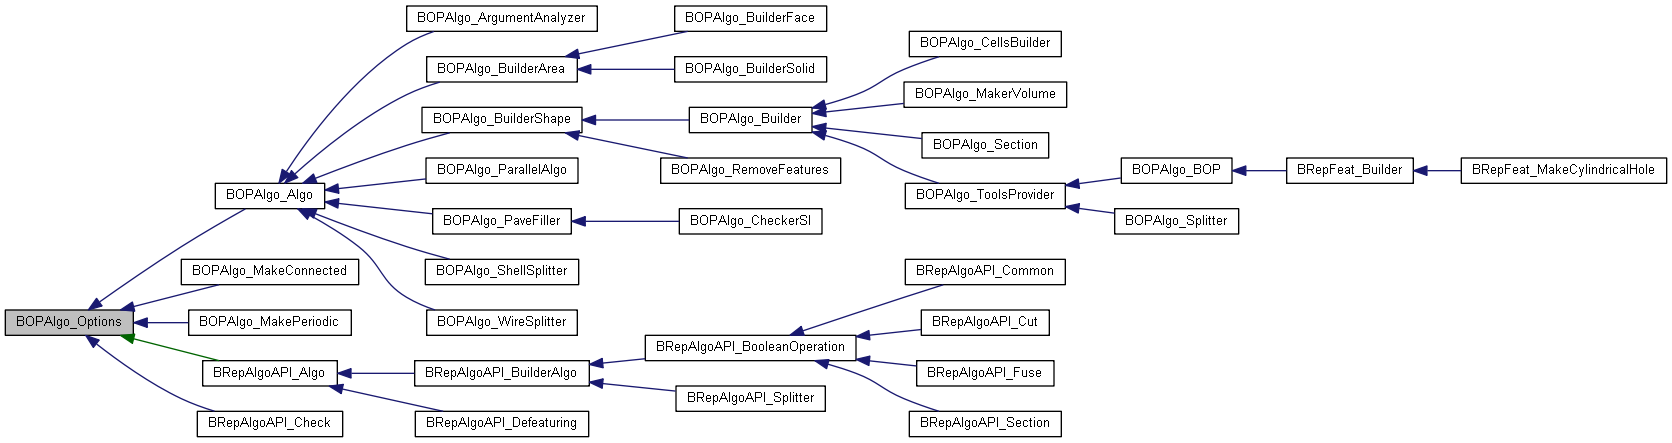 BOPAlgo_ArgumentAnalyzer
BOPAlgo_BuilderFace
BOPAlgo_CellsBuilder
BOPAlgo_BuilderArea
BOPAlgo_BuilderSolid
BOPAlgo_MakerVolume
BOPAlgo_BuilderShape
BOPAlgo_Builder
BOPAlgo_Section
BOPAlgo_ParallelAlgo
BOPAlgo_RemoveFeatures
BOPAlgo_BOP
BRepFeat_Builder
BRepFeat_MakeCylindricalHole
BOPAlgo_Algo
BOPAlgo_ToolsProvider
BOPAlgo_PaveFiller
BOPAlgo_CheckerSI
BOPAlgo_Splitter
BOPAlgo_MakeConnected
BOPAlgo_ShellSplitter
BRepAlgoAPI_Common
BOPAlgo_Options
BOPAlgo_MakePeriodic
BOPAlgo_WireSplitter
BRepAlgoAPI_Cut
BRepAlgoAPI_BooleanOperation
BRepAlgoAPI_Algo
BRepAlgoAPI_BuilderAlgo
BRepAlgoAPI_Fuse
BRepAlgoAPI_Splitter
BRepAlgoAPI_Check
BRepAlgoAPI_Defeaturing
BRepAlgoAPI_Section